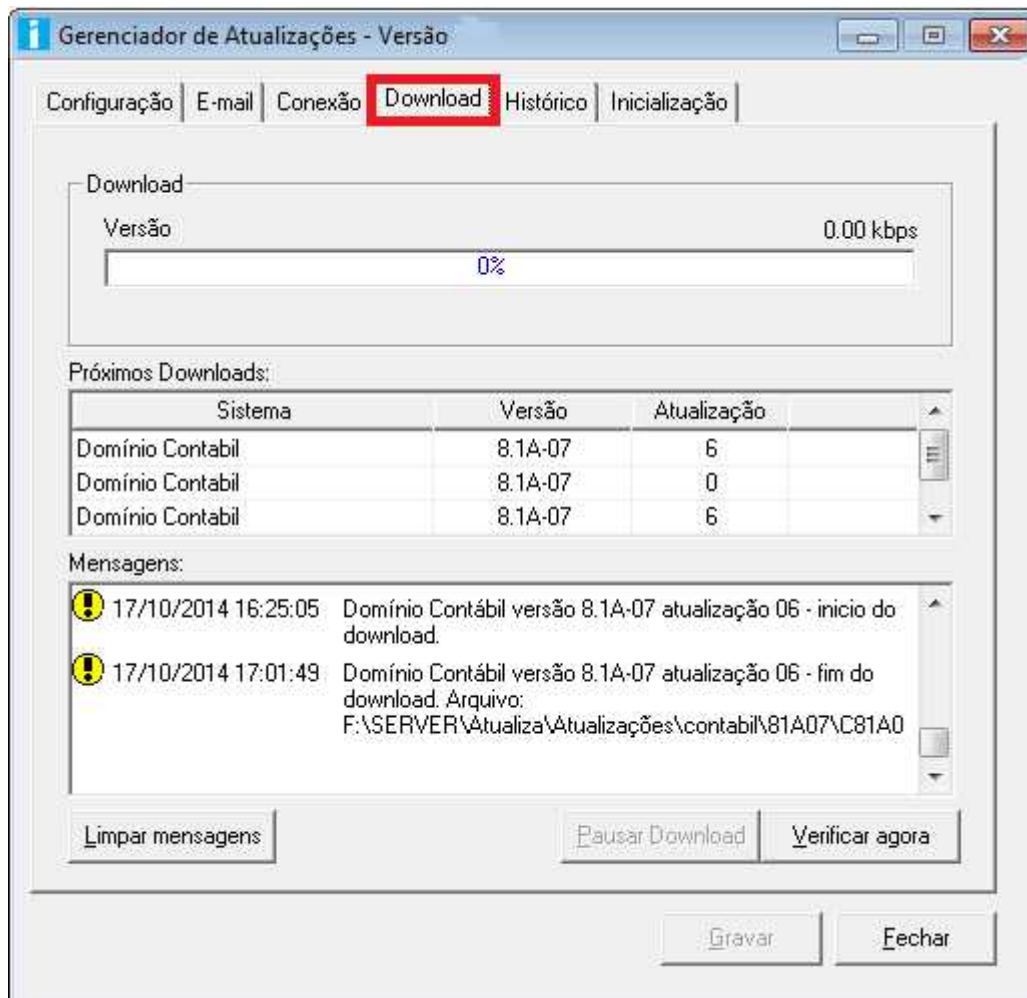 Gerenciador de Atualizações - Versão
Configuração E-mail Conexão Download Histórico Inicialização
Download
Versão 0.00 kbps
0%
Próximos Downloads:
Sistema Versão Atualização
Domínio Contabil 8.1A-07 6
Domínio Contabil 8.1A-07 0
Domínio Contabil 8.1A-07 6
Mensagens:
17/10/2014 16:25:05 Domínio Contábil versão 8.1A-07 atualização 06 - inicio do
download.
17/10/2014 17:01:49 Domínio Contábil versão 8.1A-07 atualização 06 - fim do
download. Arquivo:
F:\SERVER\Atualiza\Atualizações\contabil\81A07\C81A0
Limpar mensagens Pausar Download Verificar agora
Gravar Fechar